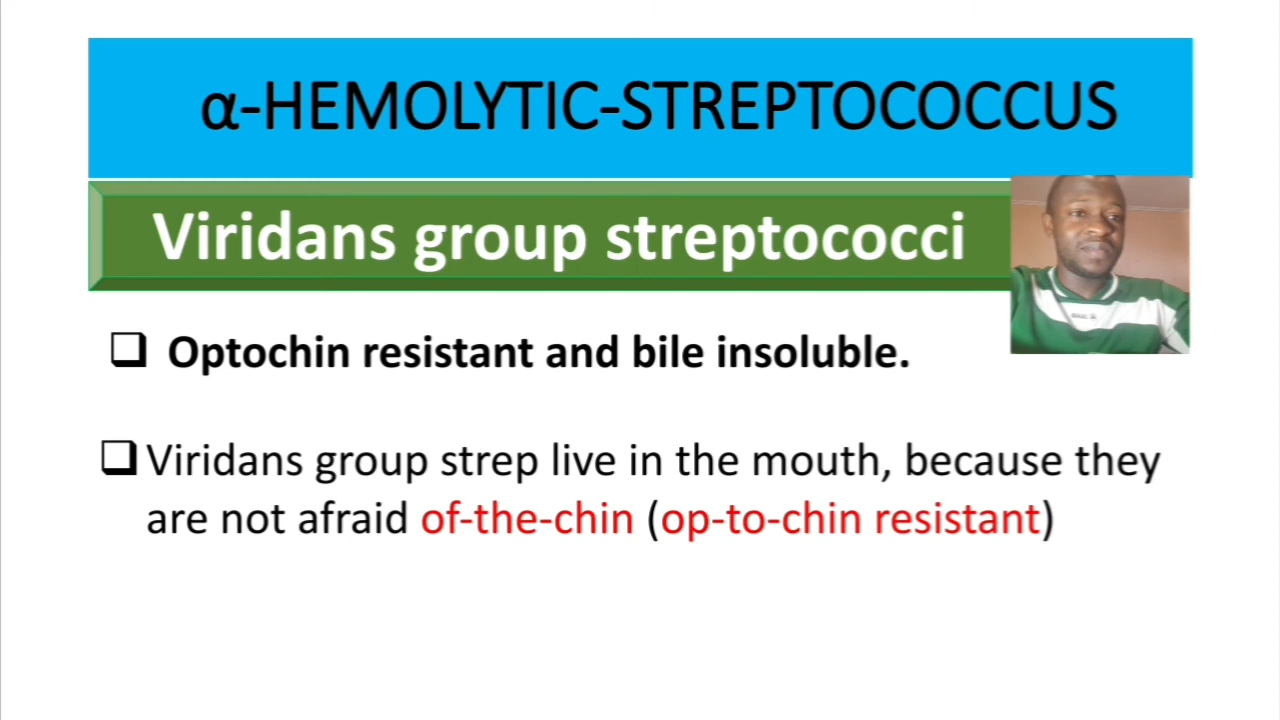 α-HEMOLYTIC-STREPTOCOCCUS
Viridans group streptococci
❑ Optochin resistant and bile insoluble.
❑ Viridans group strep live in the mouth, because they
are not afraid of-the-chin (op-to-chin resistant)